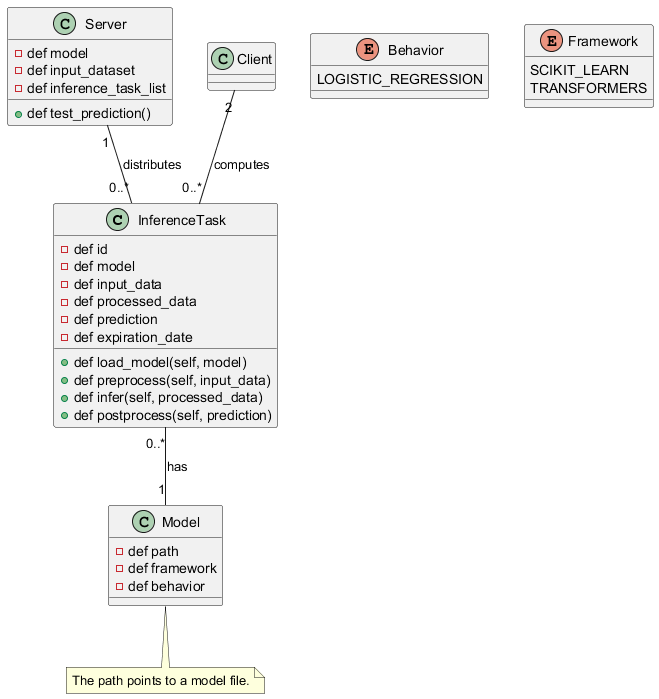 C Server
def model
def input_dataset
def inference_task_list
def test_prediction()
C Client
E Behavior
LOGISTIC_REGRESSION
E Framework
SCIKIT_LEARN
TRANSFORMERS
1
distributes
0..*
2
computes
0..*
C InferenceTask
def id
def model
def input_data
def processed_data
def prediction
def expiration_date
def load_model(self, model)
def preprocess(self, input_data)
def infer(self, processed_data)
def postprocess(self, prediction)
0..*
has
1
C Model
def path
def framework
def behavior
The path points to a model file.